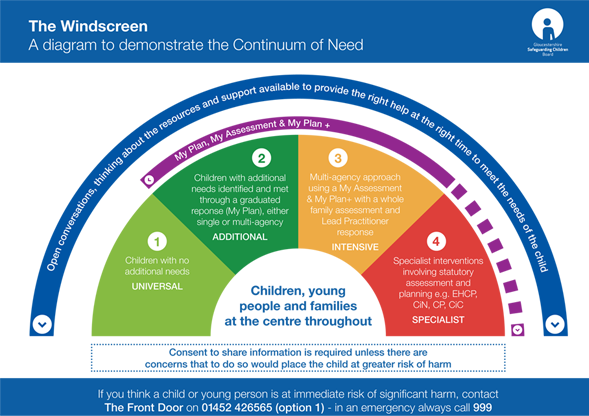 The Windscreen
A diagram to demonstrate the Continuum of Need
Gloucestershire
Safeguarding Children
Board
Open conversations, thinking about the resources and support available to provide the right help at the right time to meet the needs of the child
My Plan, My Assessment & My Plan +
1
Children with no
additional needs
UNIVERSAL
2
Children with additional
needs identified and met
through a graduated
reponse (My Plan), either
single or multi-agency
ADDITIONAL
3
Multi-agency approach
using a My Assessment
& My Plan+ with a whole
family assessment and
Lead Practitioner
response
INTENSIVE
4
Specialist interventions
involving statutory
assessment and
planning e.g. EHCP,
CiN, CP, CiC
SPECIALIST
Children, young
people and families
at the centre throughout
Consent to share information is required unless there are
concerns that to do so would place the child at greater risk of harm
If you think a child or young person is at immediate risk of significant harm, contact
The Front Door on 01452 426565 (option 1) - in an emergency always call 999